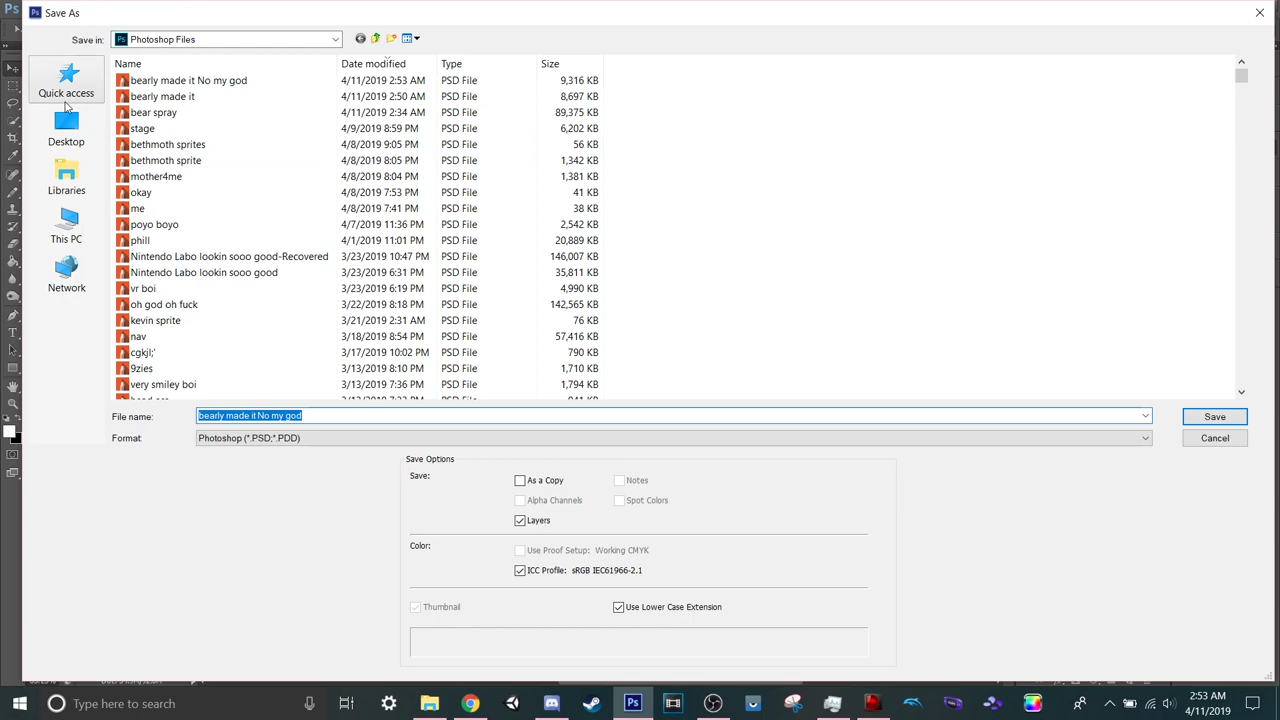 Ps
Save As
Save in:
Ps Photoshop Files
Quick access
Desktop
Libraries
This PC
Network
Name Date modified Type Size
bearly made it No my god 4/11/2019 2:53 AM PSD File 9,316 KB
bearly made it 4/11/2019 2:50 AM PSD File 8,697 KB
bear spray 4/11/2019 2:34 AM PSD File 89,375 KB
stage 4/9/2019 8:59 PM PSD File 6,202 KB
bethmoth sprites 4/8/2019 9:05 PM PSD File 56 KB
bethmoth sprite 4/8/2019 8:05 PM PSD File 1,342 KB
mother4me 4/8/2019 8:04 PM PSD File 1,381 KB
okay 4/8/2019 7:53 PM PSD File 41 KB
me 4/8/2019 7:41 PM PSD File 38 KB
poyo boyo 4/7/2019 11:36 PM PSD File 2,542 KB
phill 4/1/2019 11:01 PM PSD File 20,889 KB
Nintendo Labo lookin sooo good-Recovered 3/23/2019 10:47 PM PSD File 146,007 KB
Nintendo Labo lookin sooo good 3/23/2019 6:31 PM PSD File 35,811 KB
vr boi 3/23/2019 6:19 PM PSD File 4,990 KB
oh god oh fuck 3/22/2019 8:18 PM PSD File 142,565 KB
kevin sprite 3/21/2019 2:31 AM PSD File 76 KB
nav 3/18/2019 8:54 PM PSD File 57,416 KB
cgkjl;' 3/17/2019 10:02 PM PSD File 790 KB
9zies 3/13/2019 8:10 PM PSD File 1,710 KB
very smiley boi 3/13/2019 7:36 PM PSD File 1,794 KB
File name: bearly made it No my god Save
Format: Photoshop (*.PSD;*.PDD) Cancel
Save Options
Save:
As a Copy Notes
Alpha Channels Spot Colors
Layers
Color:
Use Proof Setup: Working CMYK
ICC Profile: sRGB IEC61966-2.1
Thumbnail Use Lower Case Extension
Type here to search
Ps
2:53 AM
4/11/2019